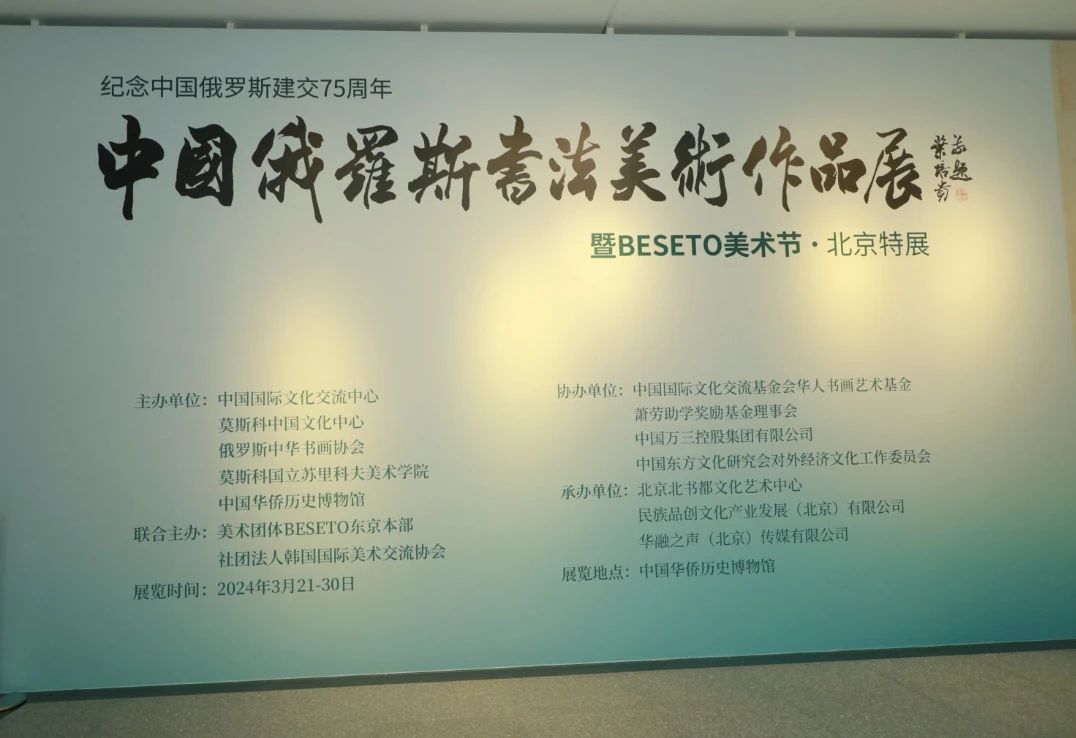 纪念中国俄罗斯建交75周年
中國俄羅斯書法美術作品展
暨BESETO美术节·北京特展
主办单位：中国国际文化交流中心
莫斯科中国文化中心
俄罗斯中华书画协会
莫斯科国立苏里科夫美术学院
中国华侨历史博物馆
联合主办：美术团体BESETO东京本部
社团法人韩国国际美术交流协会
展览时间：2024年3月21-30日
协办单位：中国国际文化交流基金会华人书画艺术基金
萧劳助学奖励基金理事会
中国万三控股集团有限公司
中国东方文化研究会对外经济文化工作委员会
承办单位：北京北书都文化艺术中心
民族品创文化产业发展（北京）有限公司
华融之声（北京）传媒有限公司
展览地点：中国华侨历史博物馆